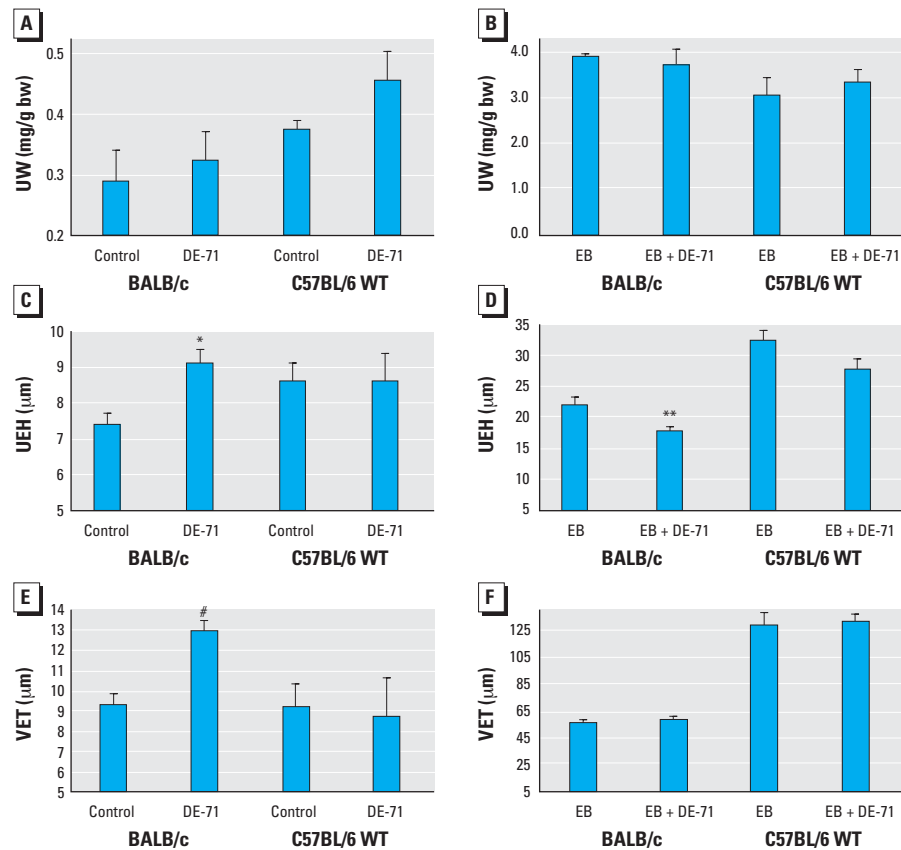 A
UW (mg/g bw)
0.5
0.4
0.3
0.2
Control DE-71 Control DE-71
BALB/c C57BL/6 WT
B
UW (mg/g bw)
4.0
3.0
2.0
1.0
0.0
EB EB + DE-71 EB EB + DE-71
BALB/c C57BL/6 WT
C
UEH (μm)
10
9
8
7
6
5
*
Control DE-71 Control DE-71
BALB/c C57BL/6 WT
D
UEH (μm)
35
30
25
20
15
10
5
**
EB EB + DE-71 EB EB + DE-71
BALB/c C57BL/6 WT
E
VET (μm)
14
13
12
11
10
9
8
6
6
5
#
Control DE-71 Control DE-71
BALB/c C57BL/6 WT
F
VET (μm)
125
105
85
65
45
25
5
EB EB + DE-71 EB EB + DE-71
BALB/c C57BL/6 WT